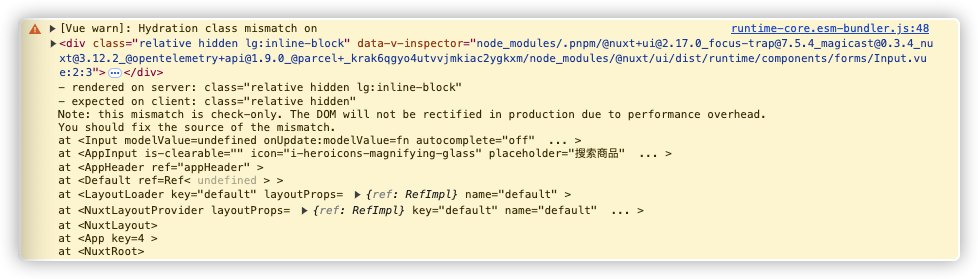 [Vue warn]: Hydration class mismatch on runtime-core.esm-bundler.js:48
<div class="relative hidden lg:inline-block" data-v-inspector="node_modules/.pnpm/@nuxt+ui@2.17.0_focus-trap@7.5.4_magicast@0.3.4_nu
xt@3.12.2_@opentelemetry+api@1.9.0_@parcel+_krak6qgyo4utvvjmkiac2ygkxm/node_modules/@nuxt/ui/dist/runtime/components/forms/Input.vu
e:2:3">…</div>
- rendered on server: class="relative hidden lg:inline-block"
- expected on client: class="relative hidden"
Note: this mismatch is check-only. The DOM will not be rectified in production due to performance overhead.
You should fix the source of the mismatch.
at <Input modelValue=undefined onUpdate:modelValue=fn autocomplete="off" ... >
at <AppInput is-clearable="" icon="i-heroicons-magnifying-glass" placeholder="搜索商品" ... >
at <AppHeader ref="appHeader" >
at <Default ref=Ref< undefined > >
at <LayoutLoader key="default" layoutProps= {ref: RefImpl} name="default" >
at <NuxtLayoutProvider layoutProps= {ref: RefImpl} key="default" name="default" ... >
at <NuxtLayout>
at <App key=4 >
at <NuxtRoot>